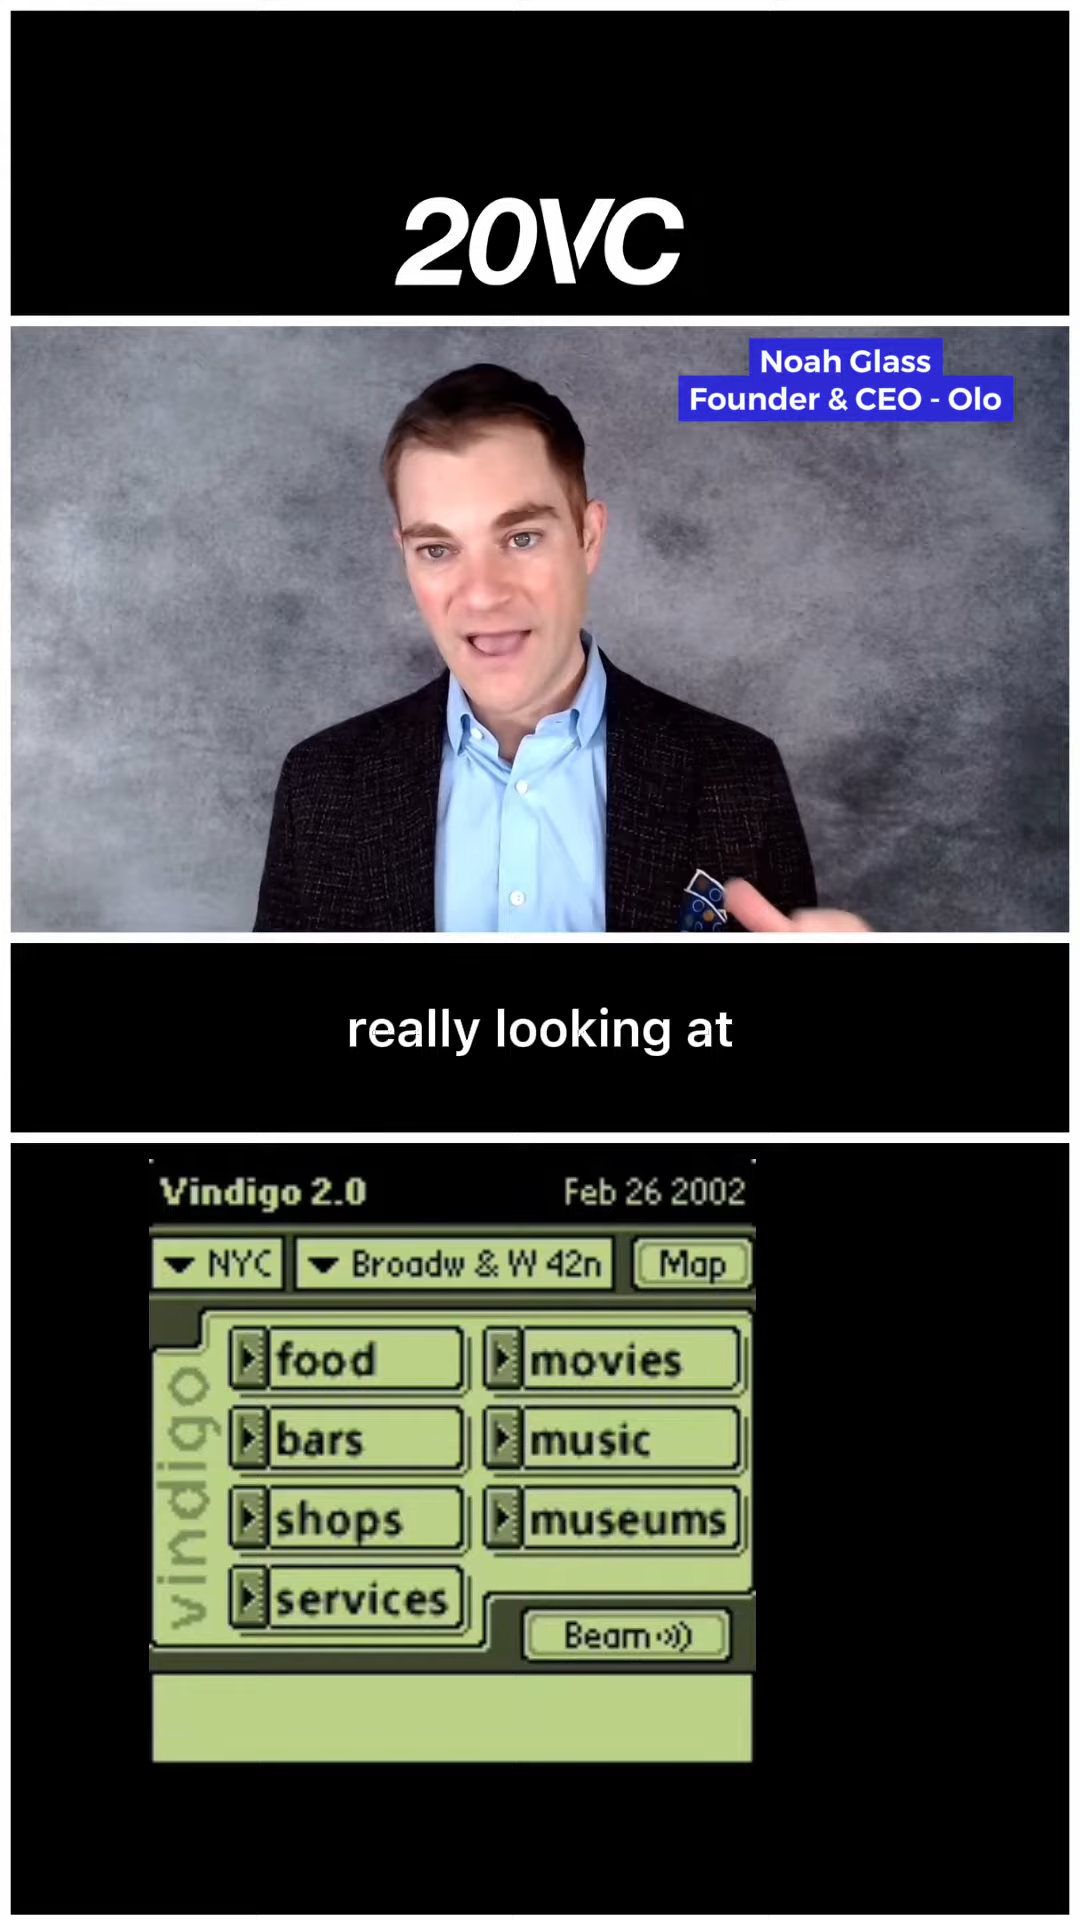 20VC
Noah Glass
Founder & CEO - Olo
really looking at
Vindigo 2.0 Feb 26 2002
NYC Broadw & W 42n Map
vindigo
food movies
bars music
shops museums
services
Beam